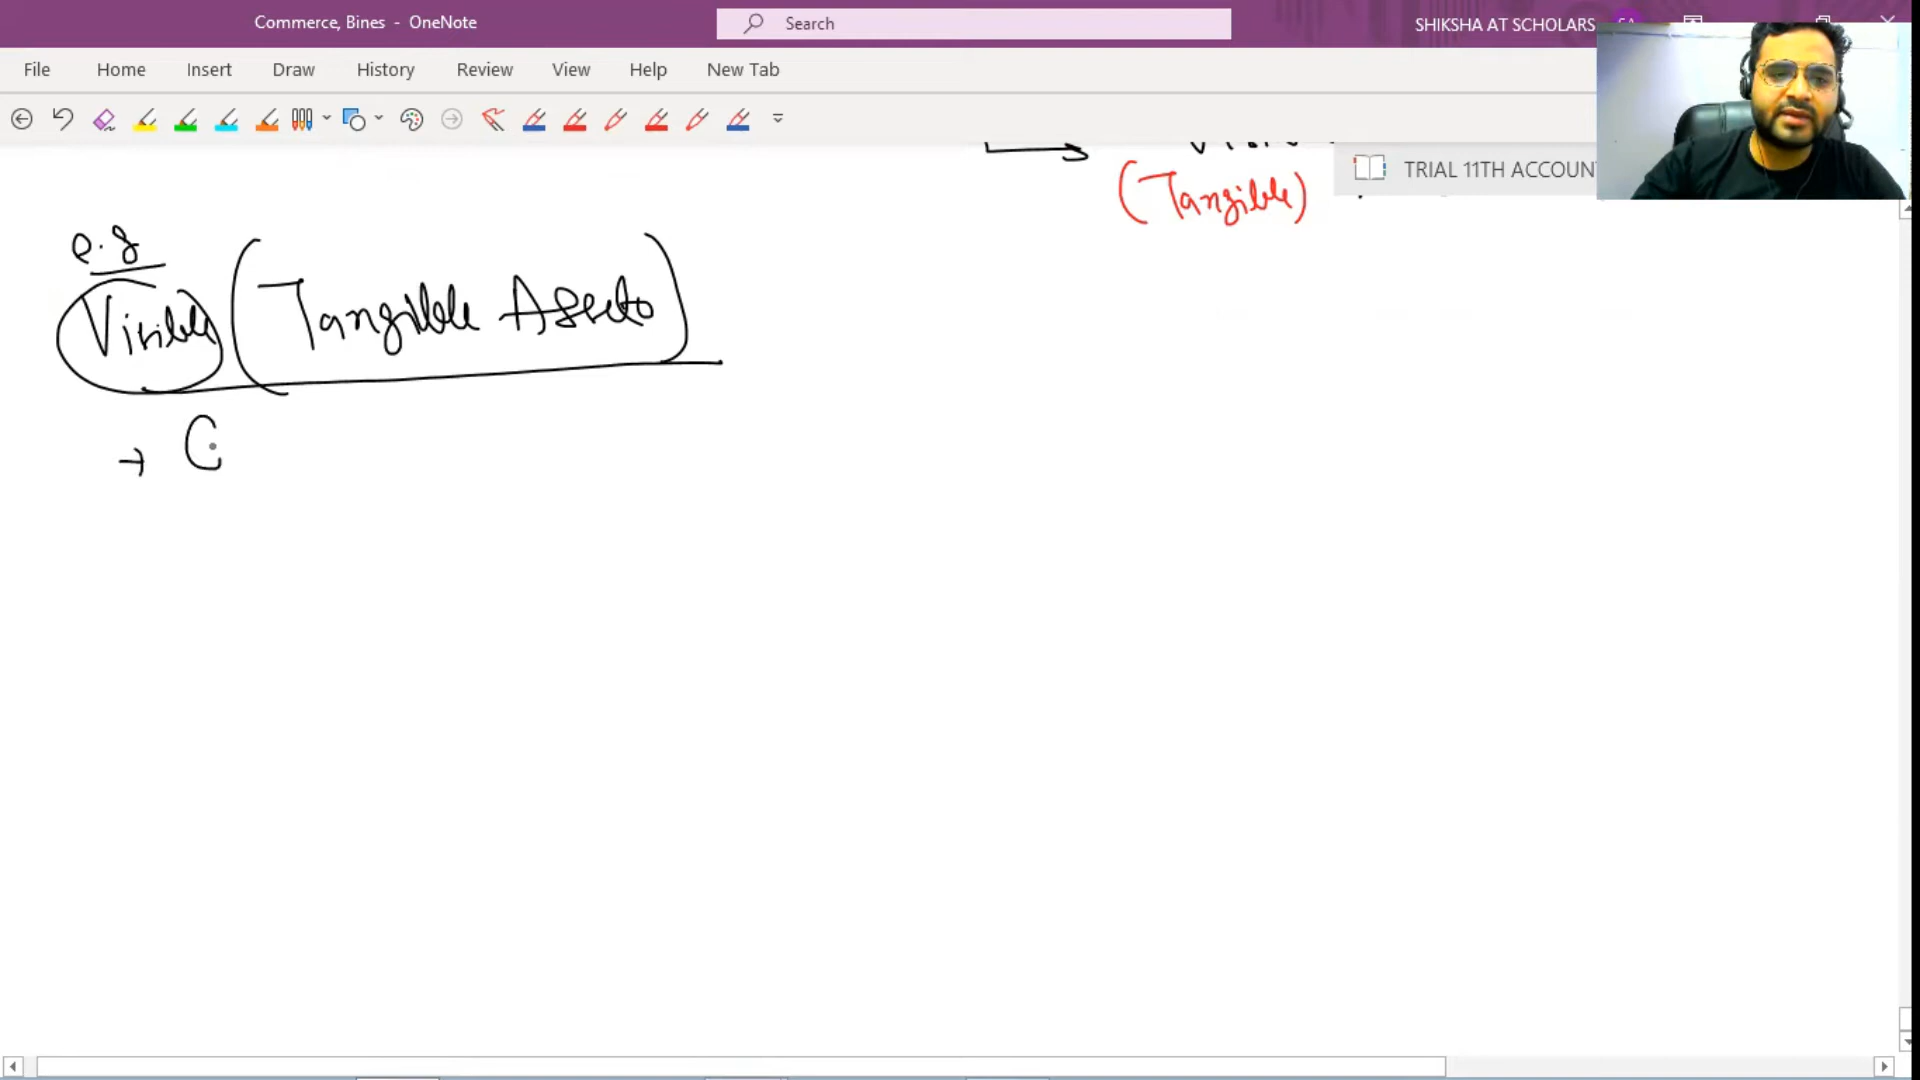 Commerce, Bines - OneNote
Search
SHIKSHA AT SCHOLARS
File Home Insert Draw History Review View Help New Tab
TRIAL 11TH ACCOUN
(Tangible)
e.g
Visible (Tangible Assets)
→ C